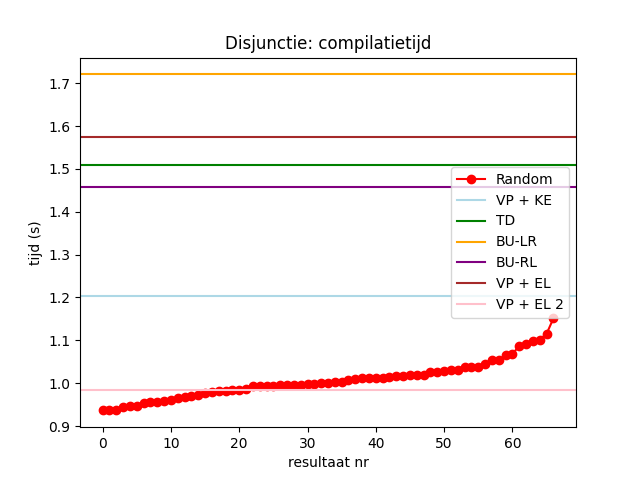 Disjunctie: compilatietijd
tijd (s)
1.7
1.6
1.5
1.4
1.3
1.2
1.1
1.0
0.9
Random
VP + KE
TD
BU-LR
BU-RL
VP + EL
VP + EL 2
0 10 20 30 40 50 60
resultaat nr